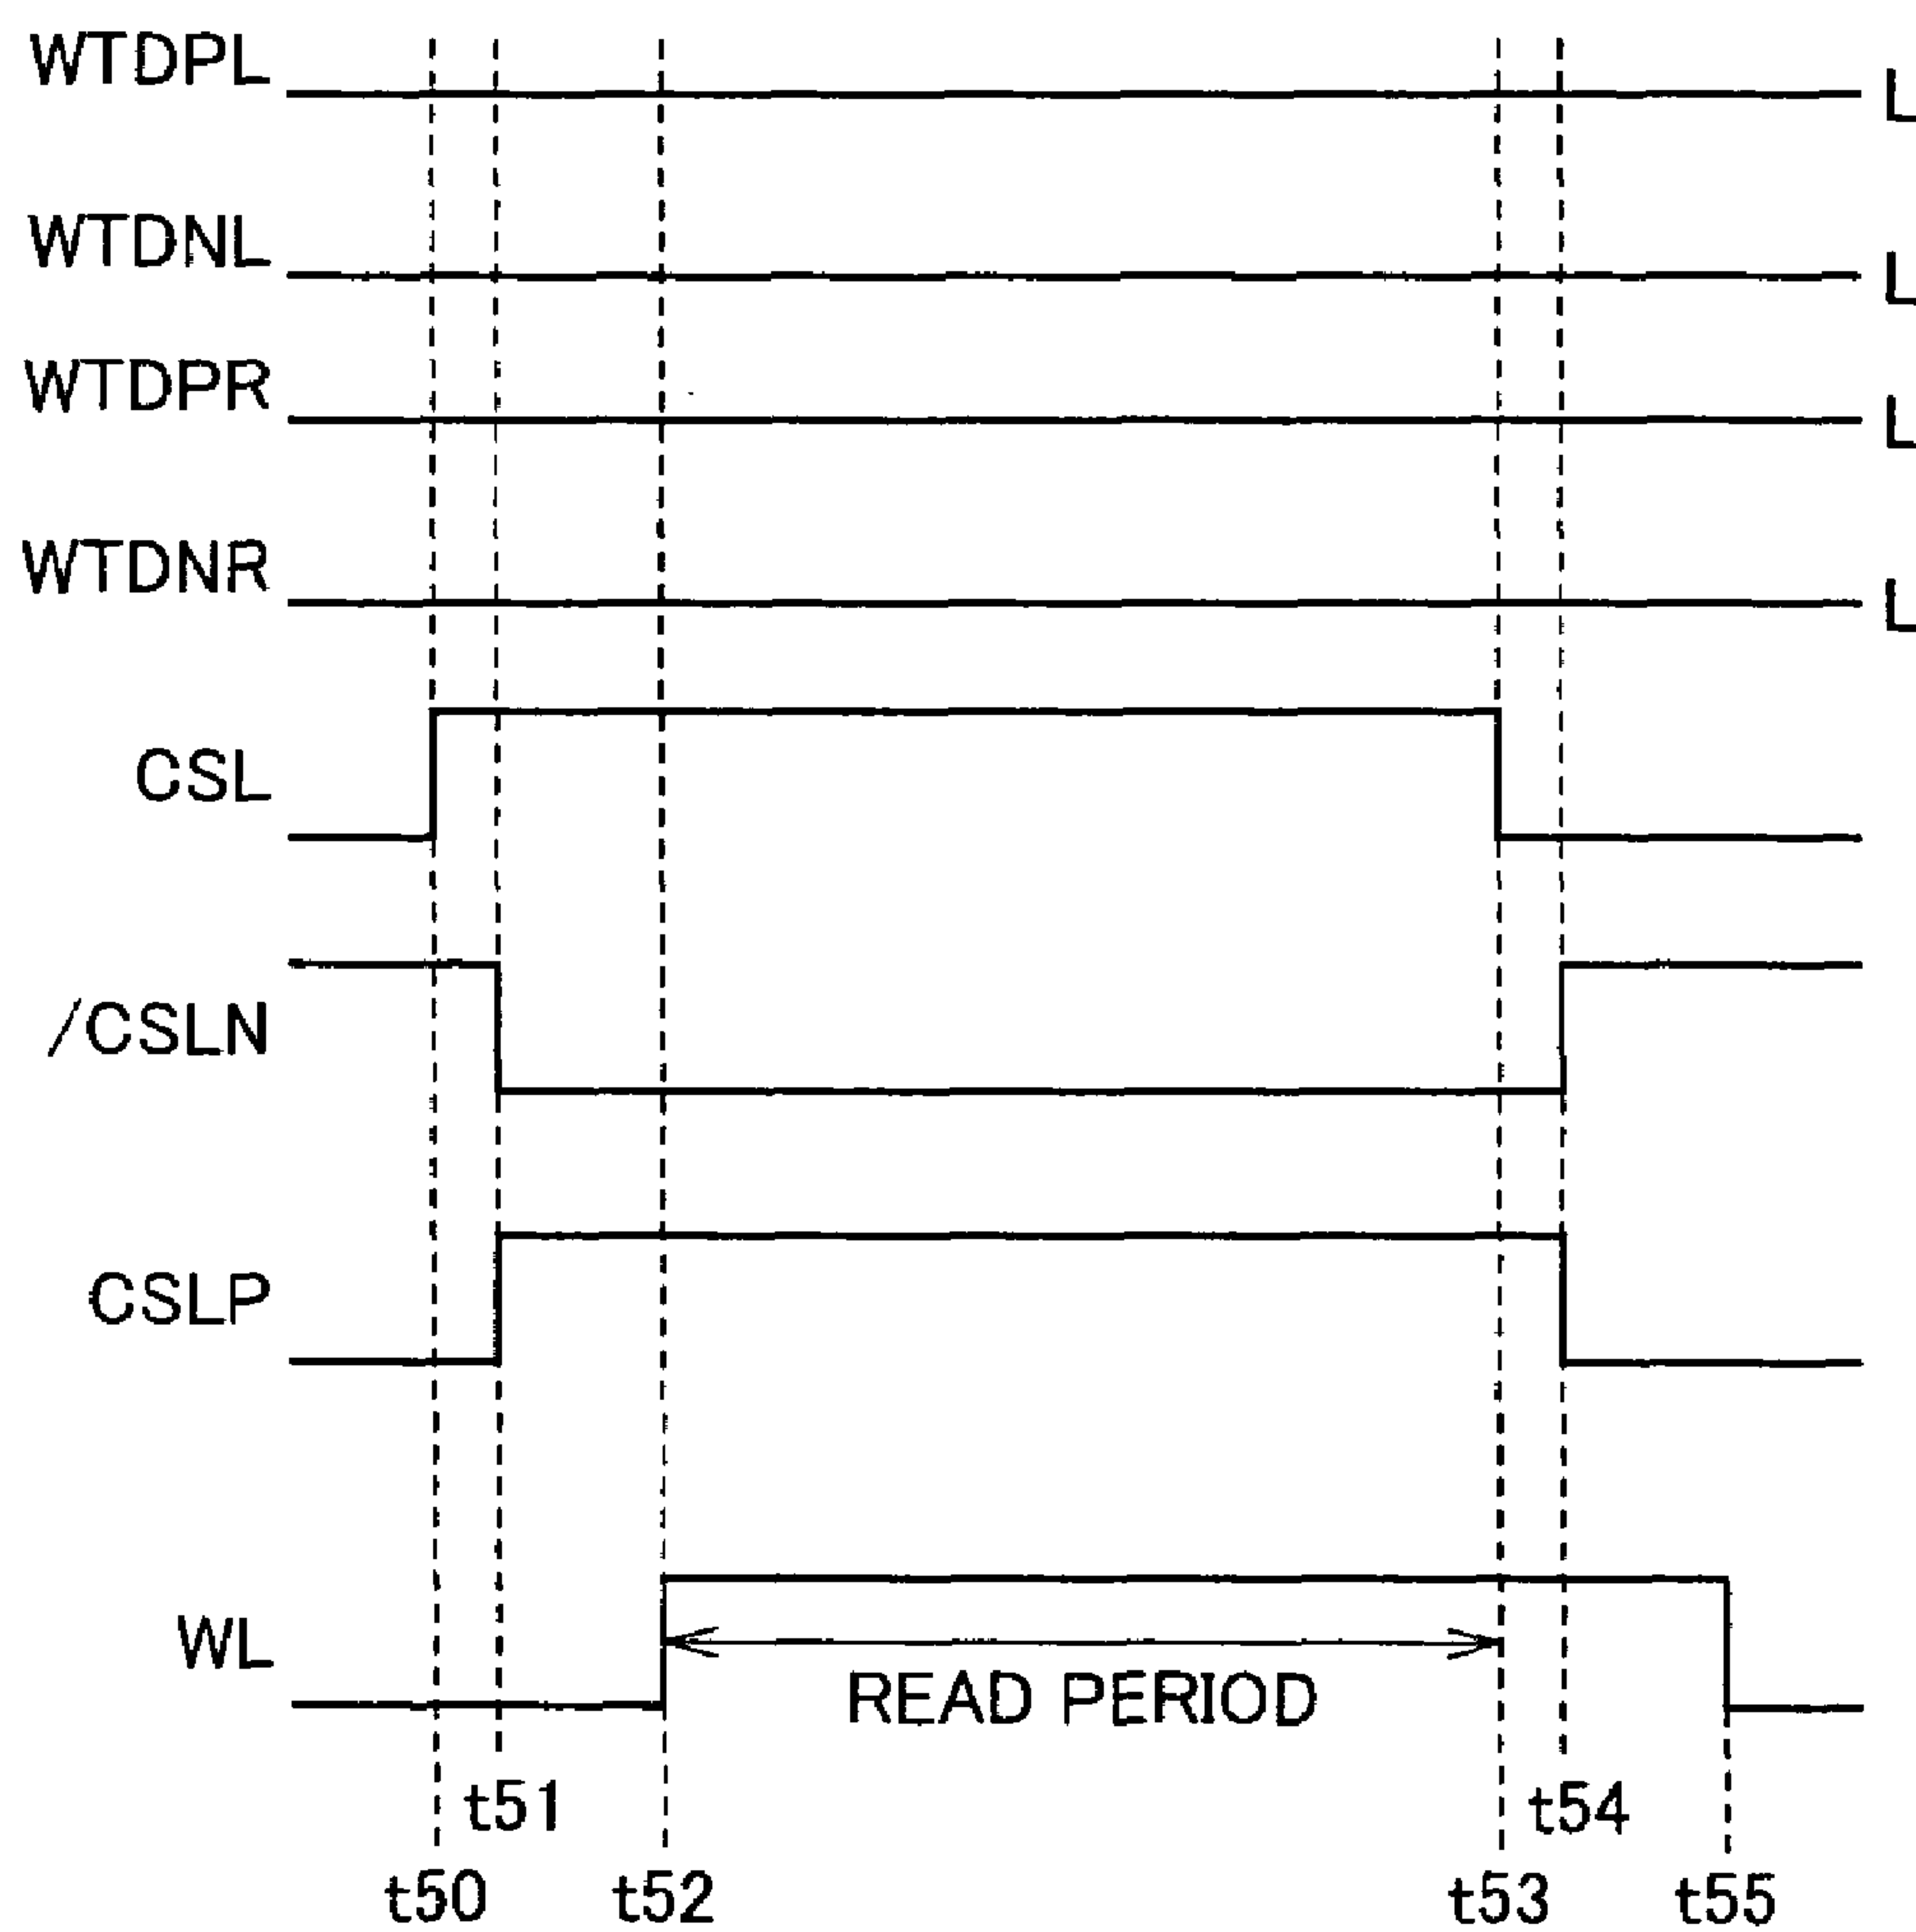 WTDPL L
WTDNL L
WTDPR L
WTDNR L
CSL
/CSLN
CSLP
WL
READ PERIOD
t51 t54
t50 t52 t53 t55